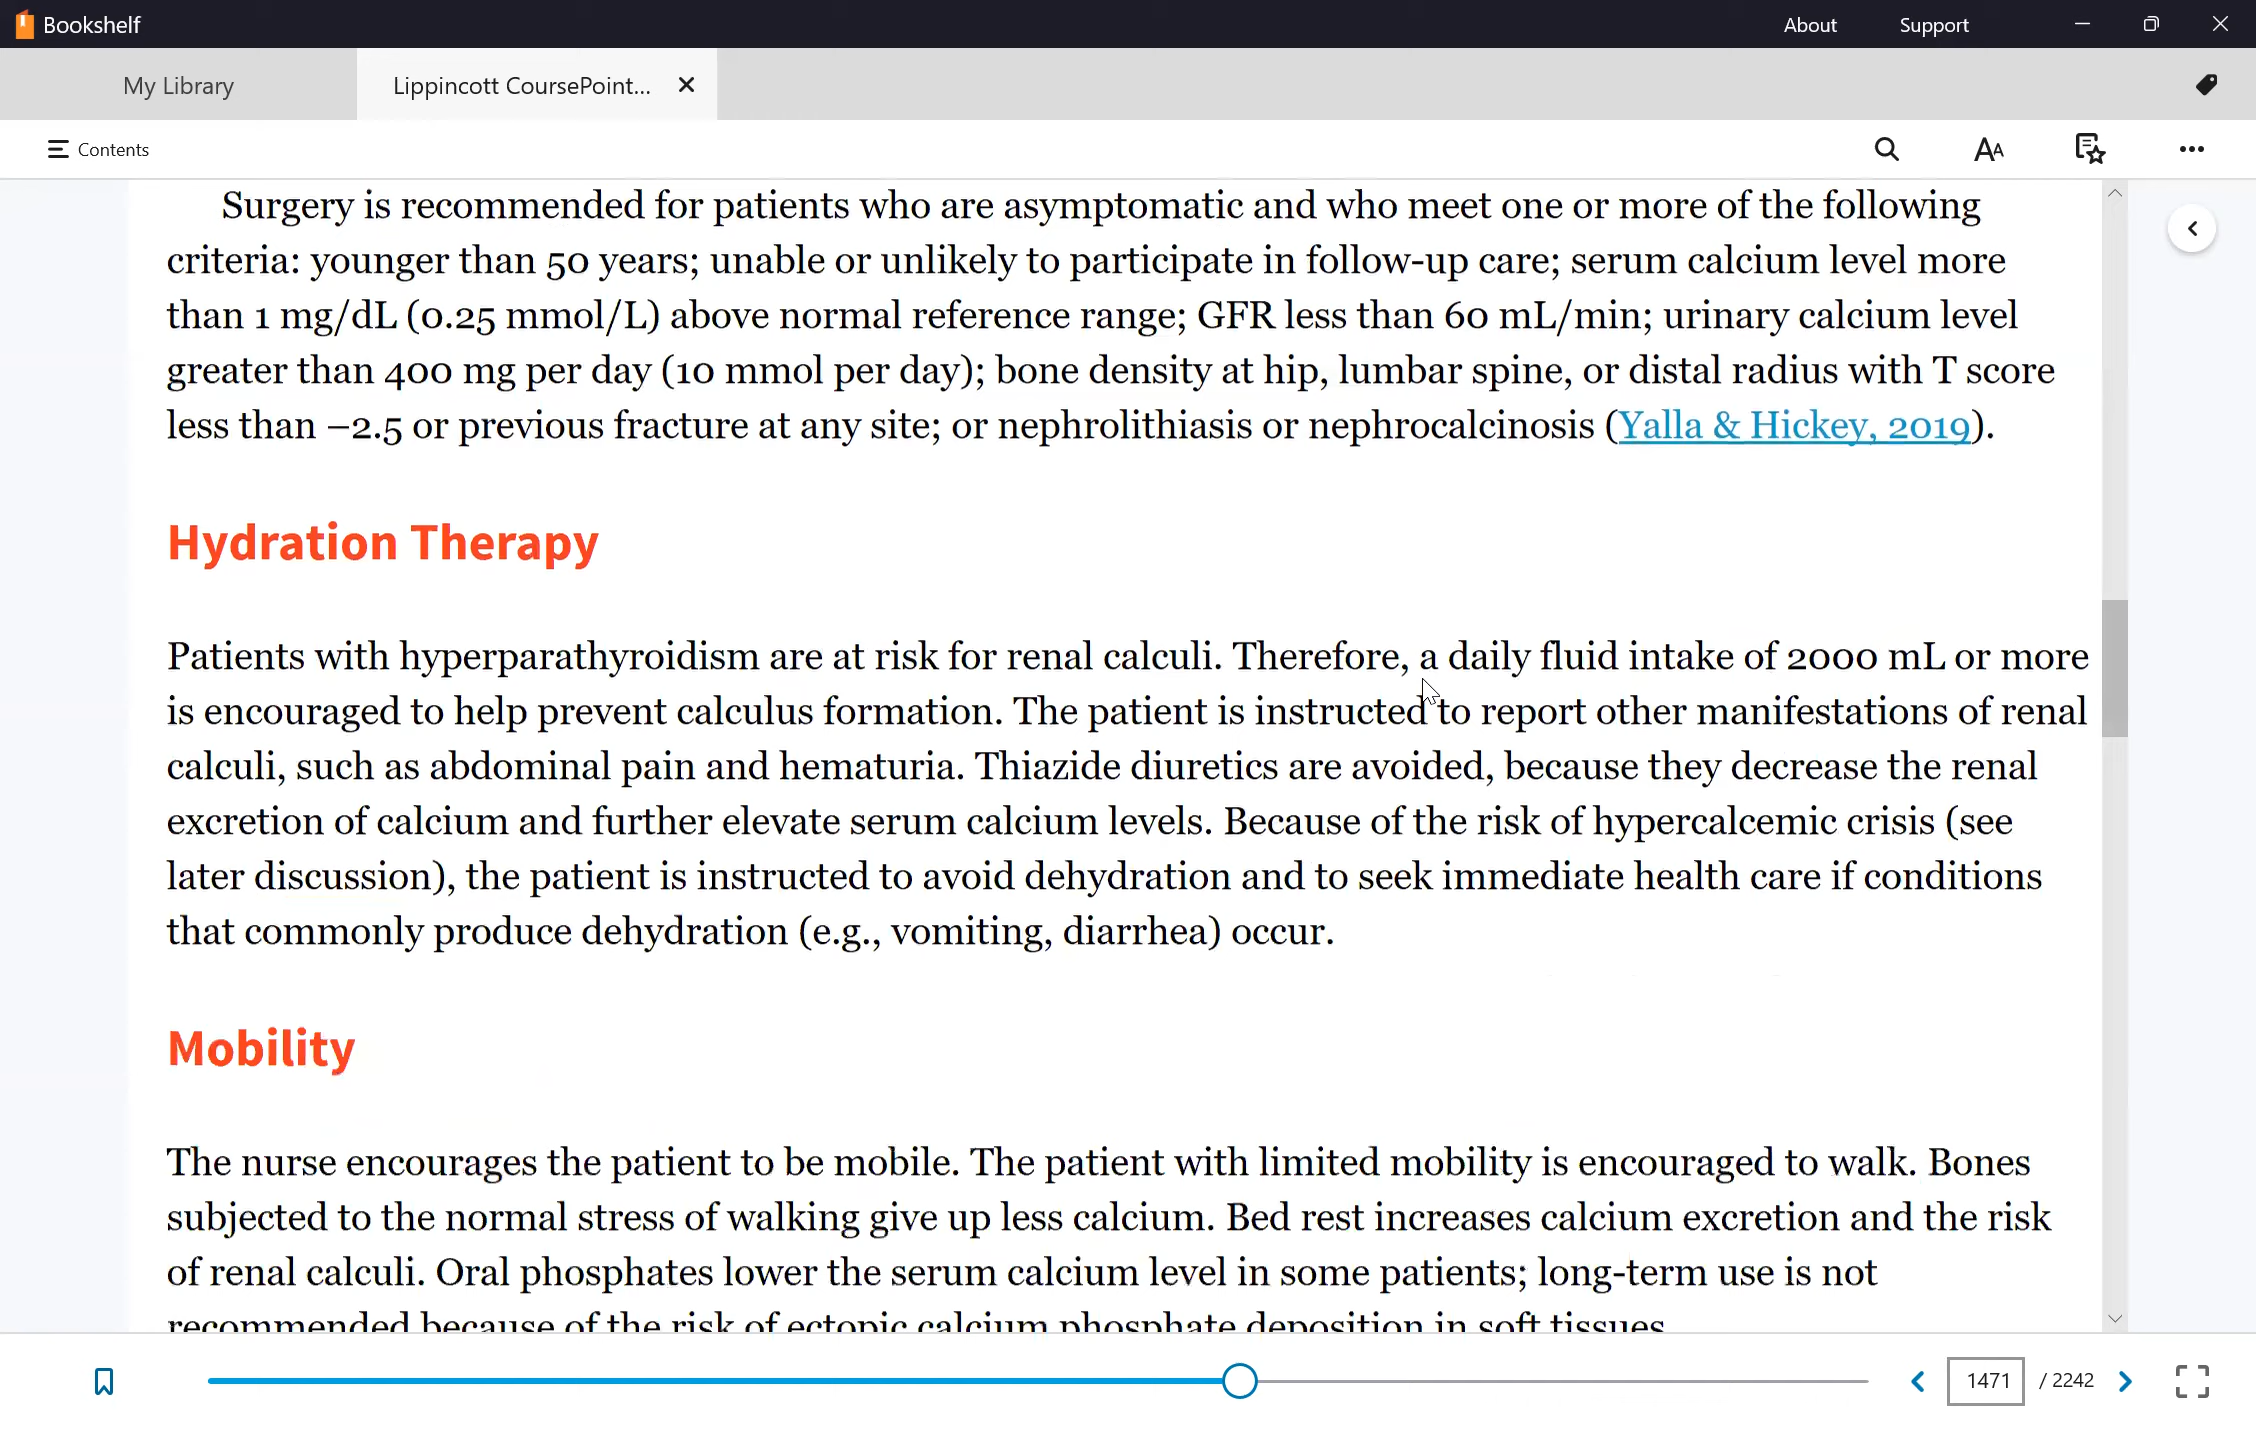 Bookshelf
About
Support
My Library
Lippincott CoursePoint...
Contents
Surgery is recommended for patients who are asymptomatic and who meet one or more of the following
criteria: younger than 50 years; unable or unlikely to participate in follow-up care; serum calcium level more
than 1 mg/dL (0.25 mmol/L) above normal reference range; GFR less than 60 mL/min; urinary calcium level
greater than 400 mg per day (10 mmol per day); bone density at hip, lumbar spine, or distal radius with T score
less than −2.5 or previous fracture at any site; or nephrolithiasis or nephrocalcinosis (Yalla & Hickey, 2019).
Hydration Therapy
Patients with hyperparathyroidism are at risk for renal calculi. Therefore, a daily fluid intake of 2000 mL or more
is encouraged to help prevent calculus formation. The patient is instructed to report other manifestations of renal
calculi, such as abdominal pain and hematuria. Thiazide diuretics are avoided, because they decrease the renal
excretion of calcium and further elevate serum calcium levels. Because of the risk of hypercalcemic crisis (see
later discussion), the patient is instructed to avoid dehydration and to seek immediate health care if conditions
that commonly produce dehydration (e.g., vomiting, diarrhea) occur.
Mobility
The nurse encourages the patient to be mobile. The patient with limited mobility is encouraged to walk. Bones
subjected to the normal stress of walking give up less calcium. Bed rest increases calcium excretion and the risk
of renal calculi. Oral phosphates lower the serum calcium level in some patients; long-term use is not
recommended because of the risk of ectopic calcium phosphate deposition in soft tissues
1471 / 2242